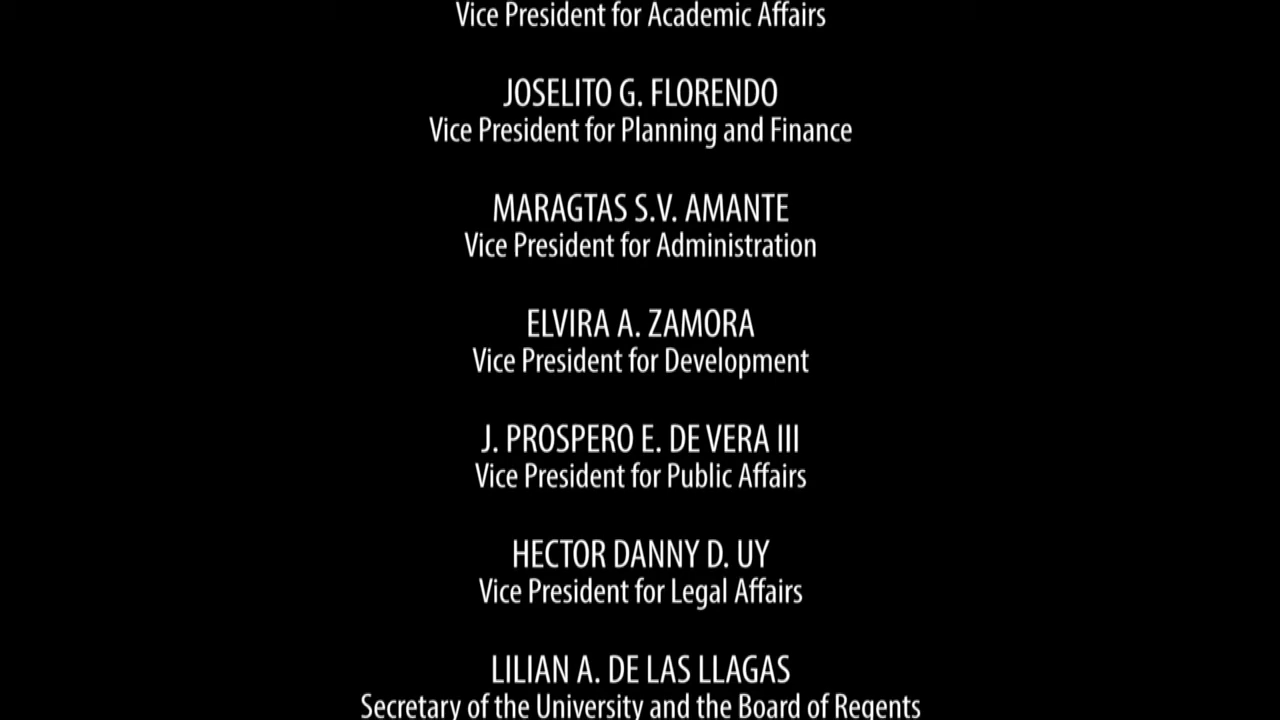 Vice President for Academic Affairs
JOSELITO G. FLORENDO
Vice President for Planning and Finance
MARAGTAS S.V. AMANTE
Vice President for Administration
ELVIRA A. ZAMORA
Vice President for Development
J. PROSPERO E. DE VERA III
Vice President for Public Affairs
HECTOR DANNY D. UY
Vice President for Legal Affairs
LILIAN A. DE LAS LLAGAS
Secretary of the University and the Board of Regents